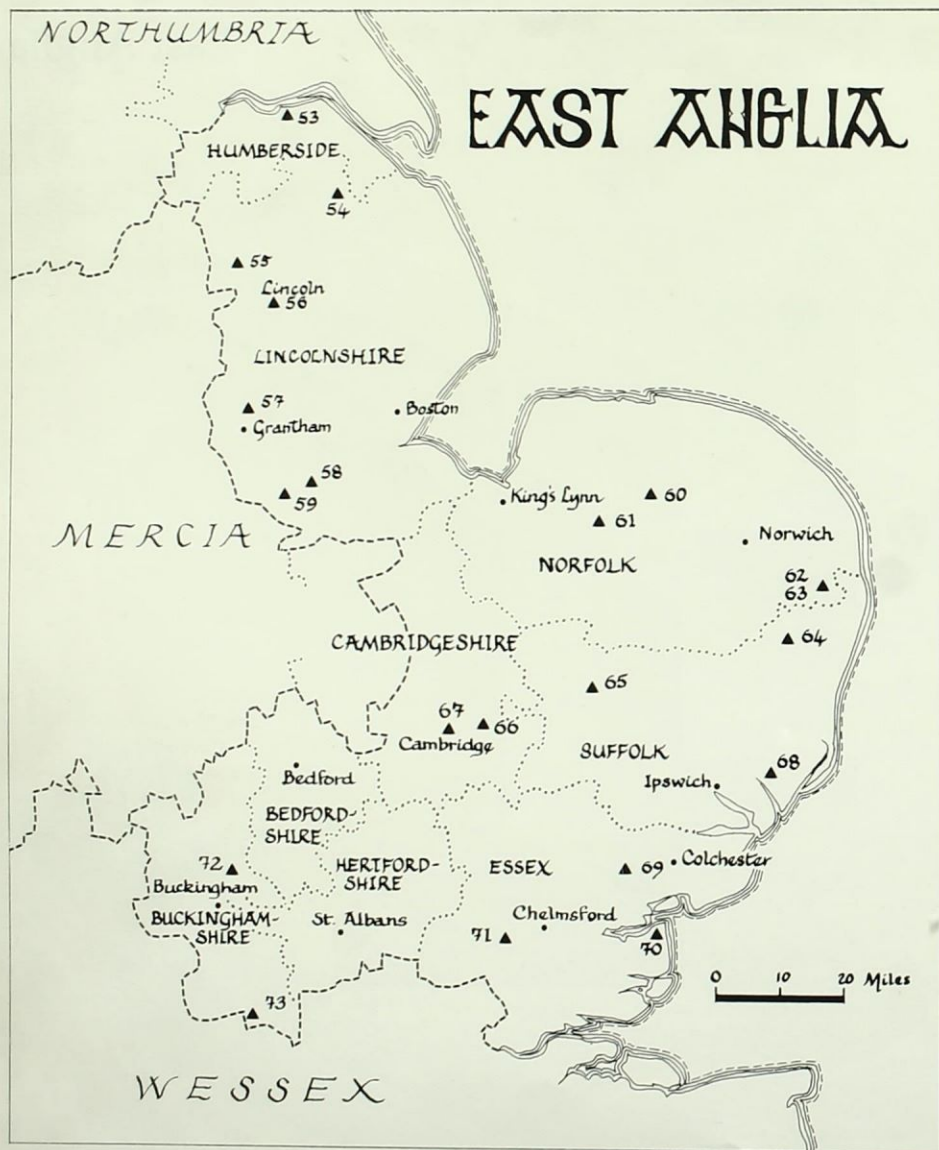 NORTHUMBRIA
EAST ANGLIA
53
HUMBERSIDE
54
55
Lincoln
56
LINCOLNSHIRE
57
Boston
Grantham
58
59
King's Lynn
60
61
MERCIA
Norwich
NORFOLK
62
63
CAMBRIDGESHIRE
64
65
67
66
Cambridge
SUFFOLK
68
Bedford
Ipswich
BEDFORD-
SHIRE
72
HERTFORD-
SHIRE
ESSEX
69
Colchester
Buckingham
BUCKINGHAM-
SHIRE
St. Albans
Chelmsford
71
70
0 10 20 Miles
73
WESSEX